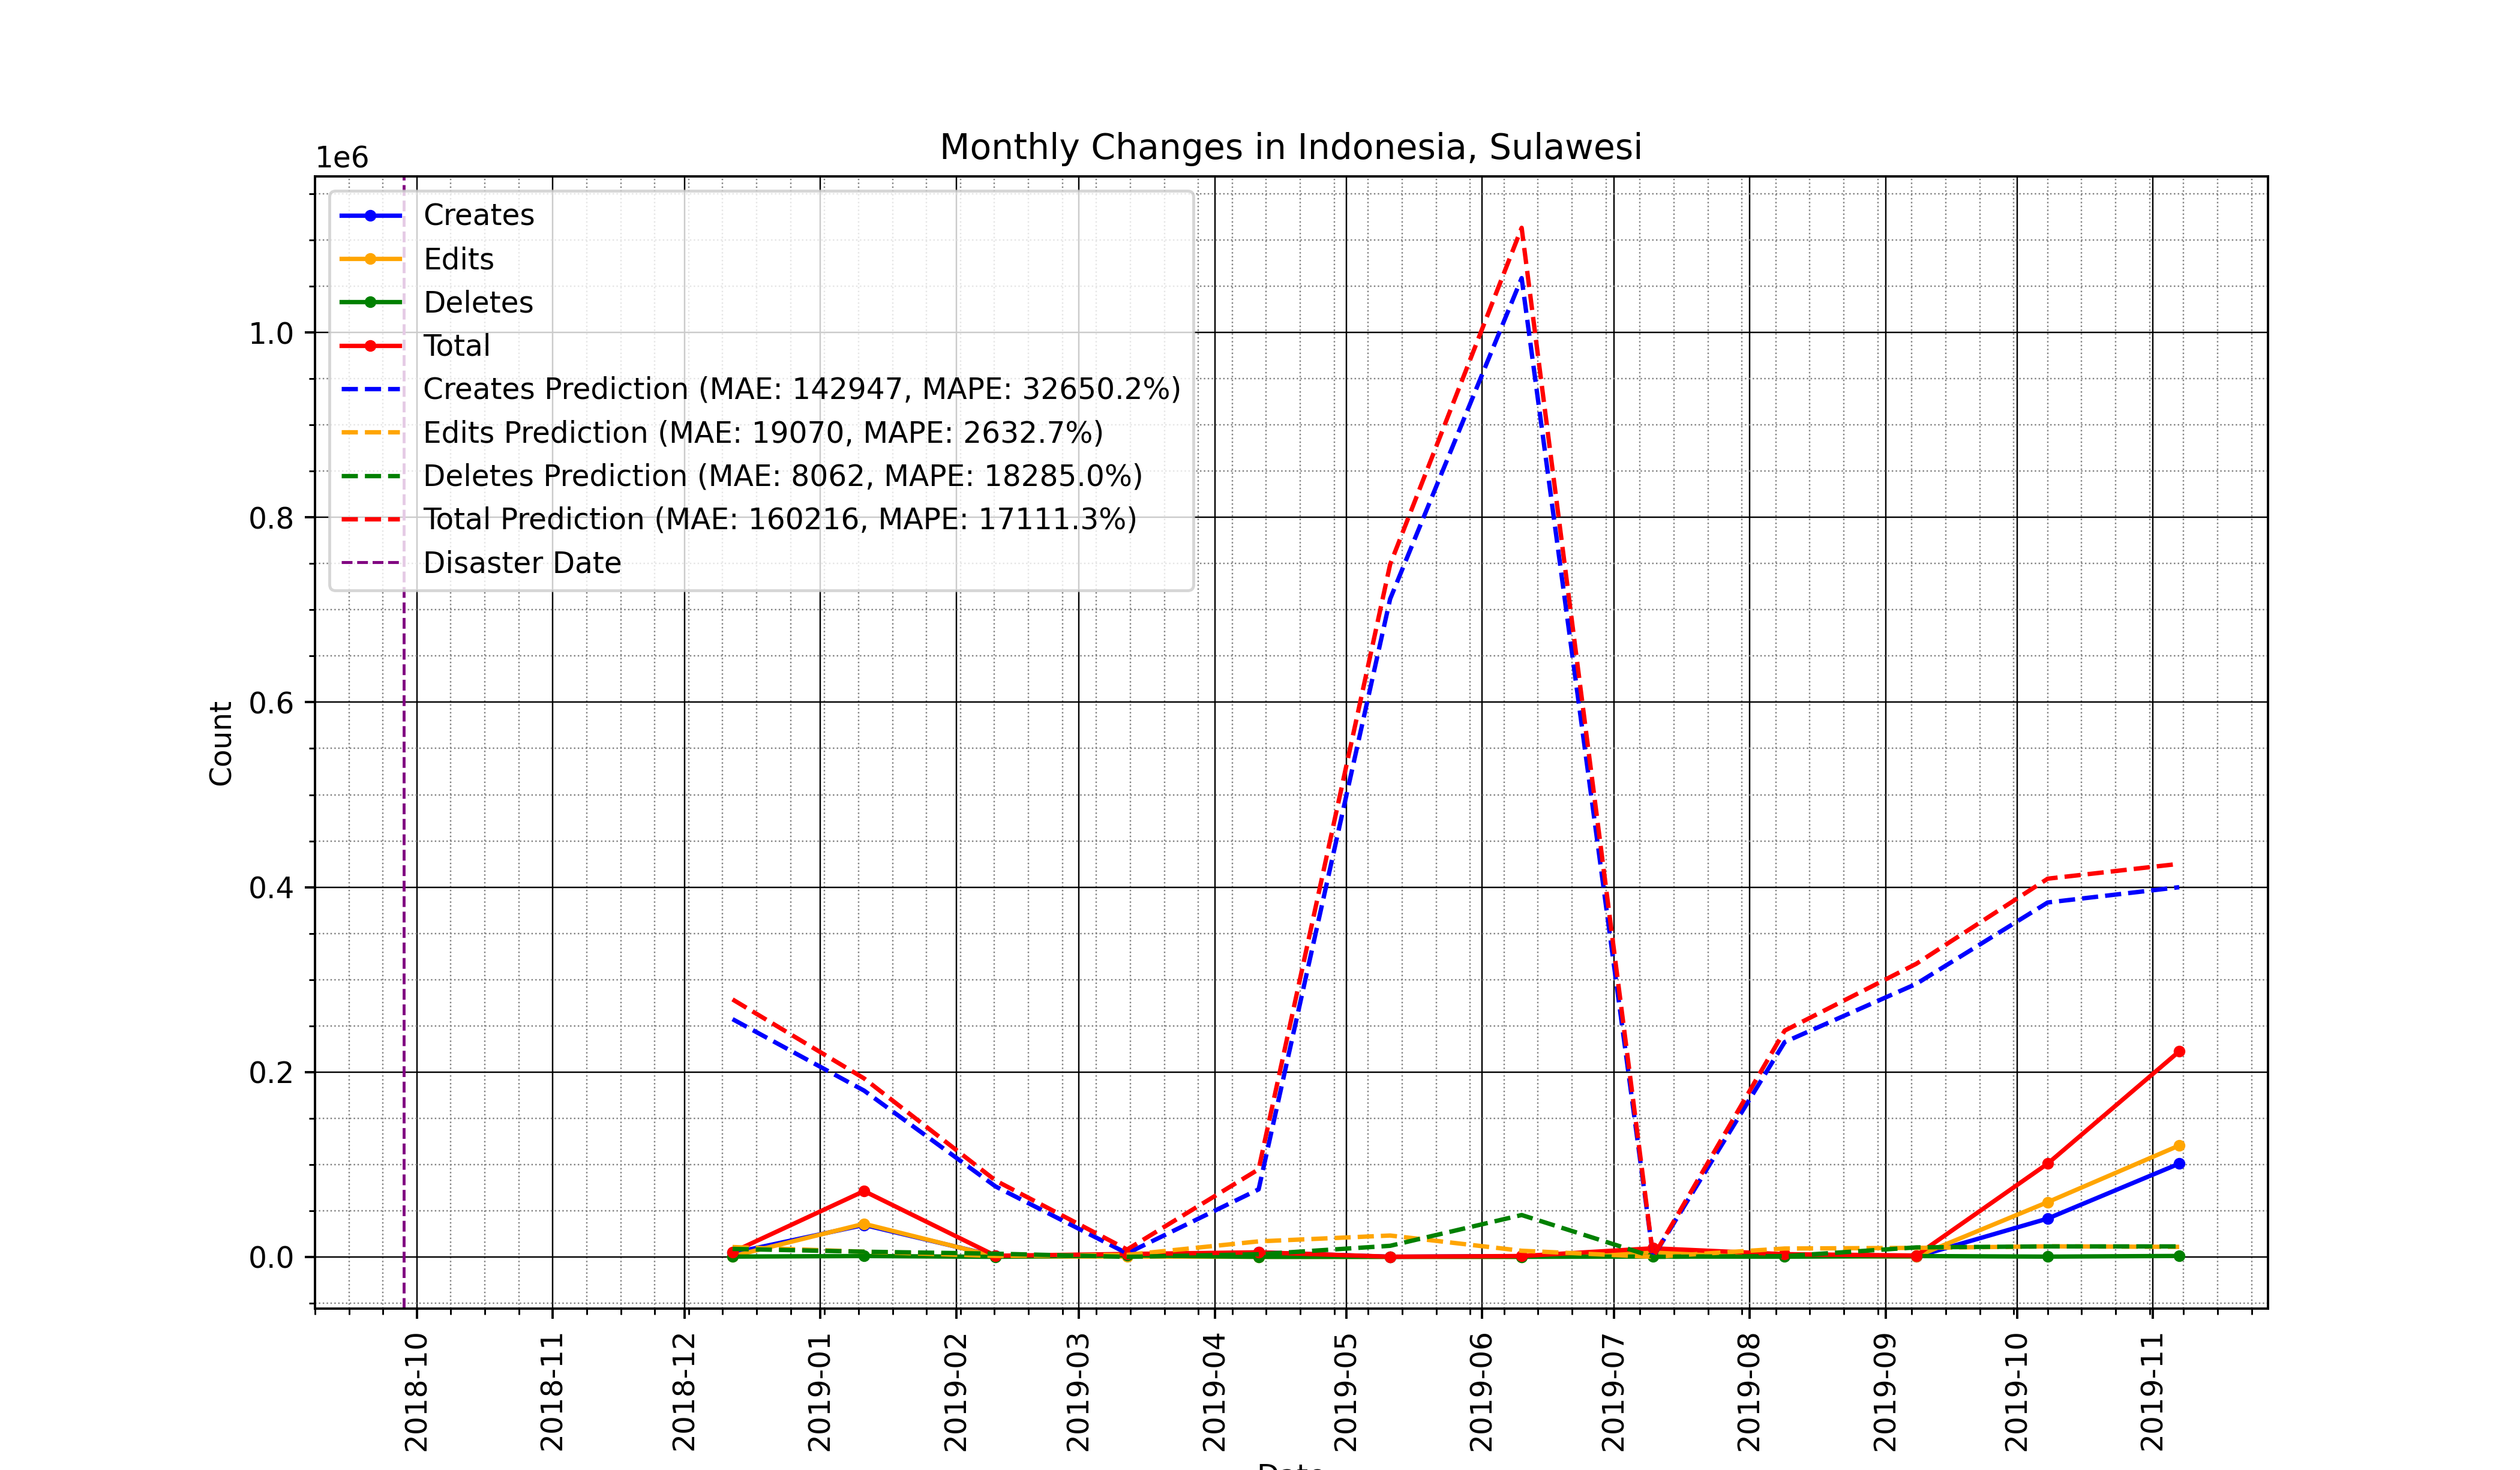 Monthly Changes in Indonesia, Sulawesi
1e6
Creates
Edits
Deletes
Total
Creates Prediction (MAE: 142947, MAPE: 32650.2%)
Edits Prediction (MAE: 19070, MAPE: 2632.7%)
Deletes Prediction (MAE: 8062, MAPE: 18285.0%)
Total Prediction (MAE: 160216, MAPE: 17111.3%)
Disaster Date
1.0
0.8
0.6
0.4
0.2
0.0
Count
2018-10
2018-11
2018-12
2019-01
2019-02
2019-03
2019-04
2019-05
2019-06
2019-07
2019-08
2019-09
2019-10
2019-11
Date